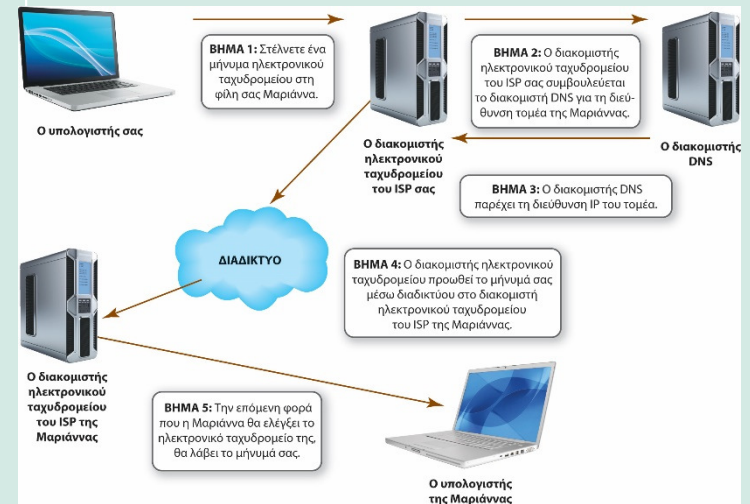 ΒΗΜΑ 1: Στέλνετε ένα
μήνυμα ηλεκτρονικού
ταχυδρομείου στη
φίλη σας Μαριάννα.
ΒΗΜΑ 2: Ο διακομιστής
ηλεκτρονικού ταχυδρομείου
του ISP σας συμβουλεύεται
το διακομιστή DNS για τη διεύ-
θυνση τομέα της Μαριάννας.
Ο υπολογιστής σας
Ο διακομιστής
ηλεκτρονικού
ταχυδρομείου
του ISP σας
Ο διακομιστής
DNS
ΒΗΜΑ 3: Ο διακομιστής DNS
παρέχει τη διεύθυνση IP του τομέα.
ΔΙΑΔΙΚΤΥΟ
ΒΗΜΑ 4: Ο διακομιστής ηλεκτρονικού
ταχυδρομείου προωθεί το μήνυμά σας
μέσω διαδικτύου στο διακομιστή
ηλεκτρονικού ταχυδρομείου
του ISP της Μαριάννας.
Ο διακομιστής
ηλεκτρονικού
ταχυδρομείου
του ISP της
Μαριάννας
ΒΗΜΑ 5: Την επόμενη φορά
που η Μαριάννα θα ελέγξει το
ηλεκτρονικό ταχυδρομείο της,
θα λάβει το μήνυμά σας.
Ο υπολογιστής
της Μαριάννας